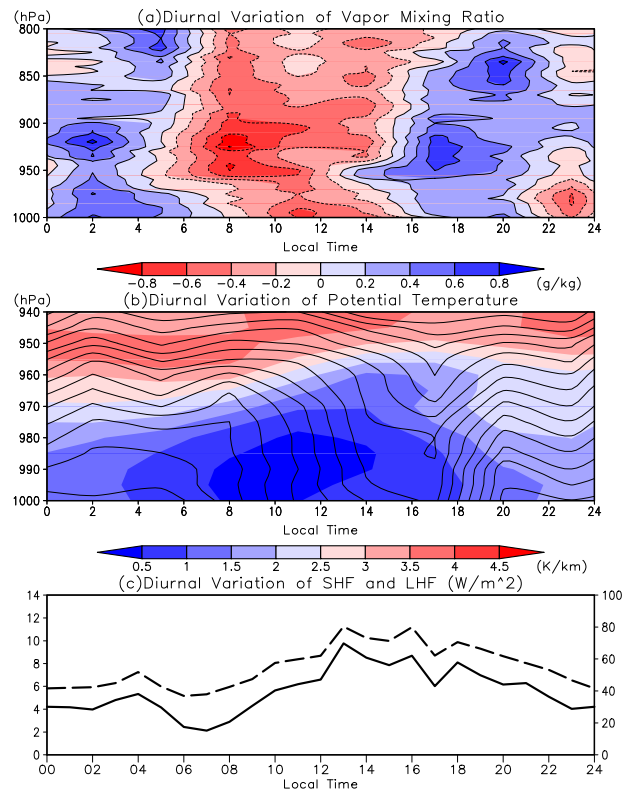 (hPa) (a)Diurnal Variation of Vapor Mixing Ratio
800
850
900
950
1000
0 2 4 6 8 10 12 14 16 18 20 22 24
Local Time
-0.8 -0.6 -0.4 -0.2 0 0.2 0.4 0.6 0.8 (g/kg)
(hPa) (b)Diurnal Variation of Potential Temperature
940
950
960
970
980
990
1000
0 2 4 6 8 10 12 14 16 18 20 22 24
Local Time
0.5 1 1.5 2 2.5 3 3.5 4 4.5 (K/km)
(c)Diurnal Variation of SHF and LHF (W/m^2)
14 100
12 80
10
8 60
6 40
4
2 20
0 0
00 02 04 06 08 10 12 14 16 18 20 22 24
Local Time